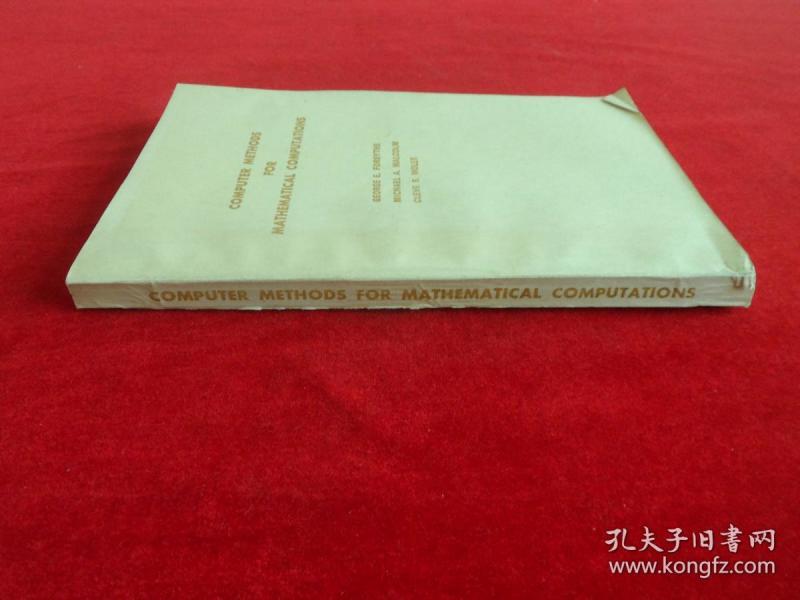 COMPUTER METHODS
FOR
MATHEMATICAL COMPUTATIONS
GEORGE E. FORSYTHE
MICHAEL A. MALCOLM
CLEVE B. MOLER
COMPUTER METHODS FOR MATHEMATICAL COMPUTATIONS
孔夫子旧書网
www.kongfz.com